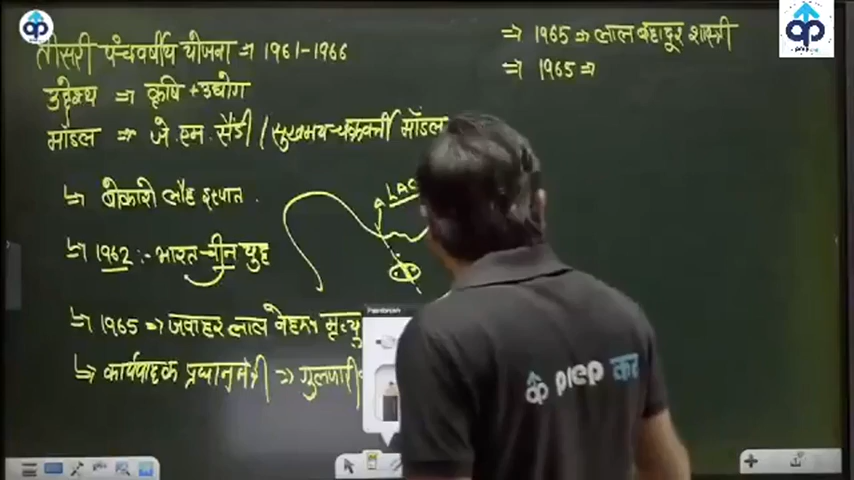 तीसरी पंचवर्षीय योजना ⇒ 1961-1966
उद्देश्य ⇒ कृषि + उद्योग
मॉडल ⇒ जे. एम. सैंडी / सुखमय-चक्रवर्ती मॉडल
↳ बोकारो लौह इस्पात .
LAC
↳ 1962 :- भारत-चीन युद्ध
↳ 1965 ⇒ जवाहर लाल नेहरू मृत्यु
↳ कार्यवाहक प्रधानमंत्री ⇒ गुलजारी
⇒ 1965 ⇒ लाल बहादूर शास्त्री
⇒ 1965 ⇒
prep कर